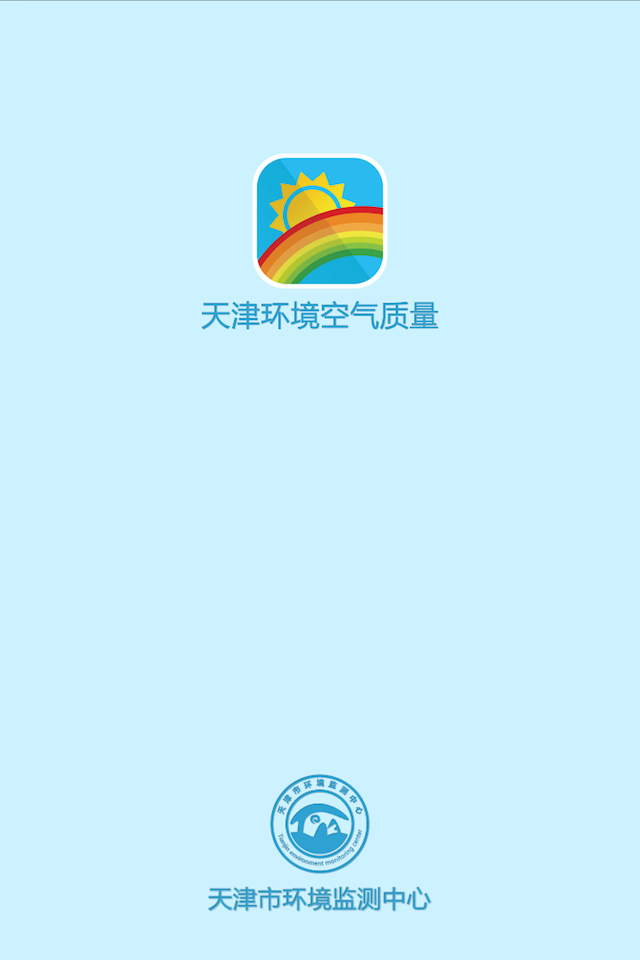 天津环境空气质量
天津市环境监测中心
Tianjin environment monitoring center
天津市环境监测中心